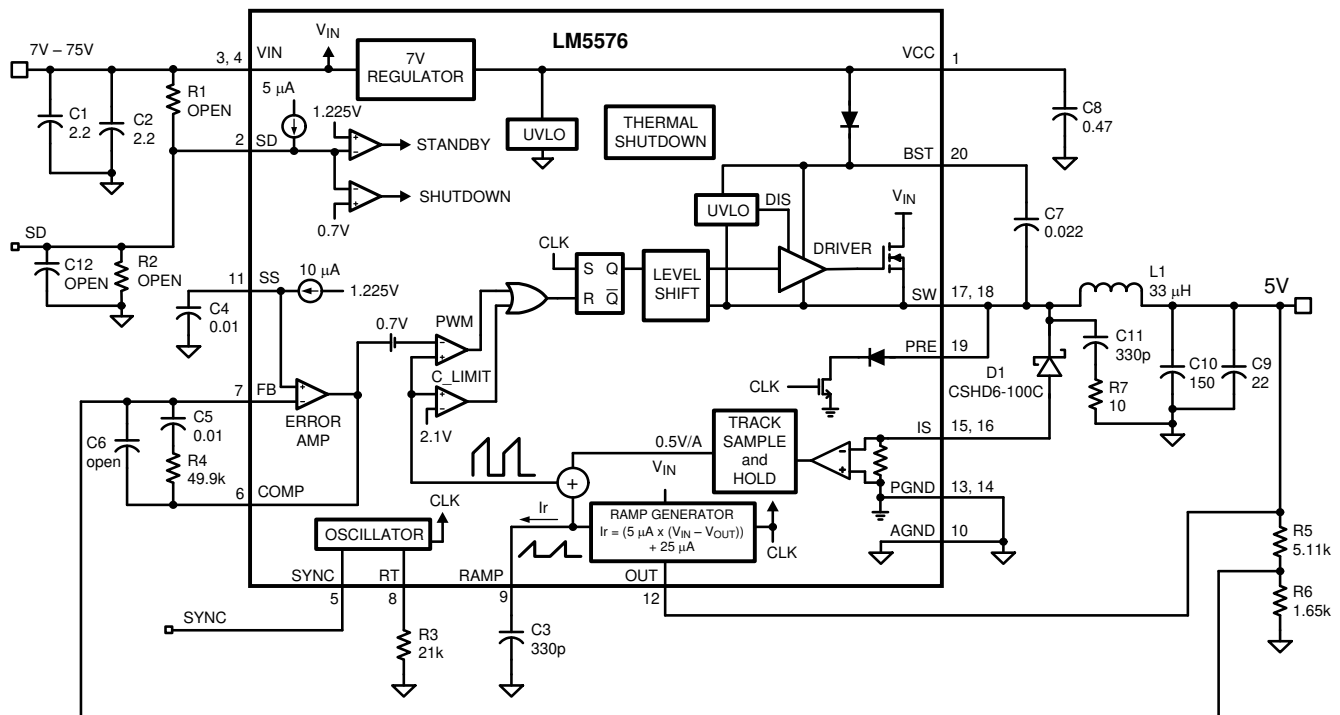 7V – 75V
3, 4
VIN
VIN
7V
REGULATOR
LM5576
VCC
1
C1
2.2
C2
2.2
R1
OPEN
5 μA
1.225V
2
SD
STANDBY
SHUTDOWN
0.7V
UVLO
THERMAL
SHUTDOWN
C8
0.47
BST
20
UVLO
DIS
VIN
C7
0.022
SD
C12
OPEN
R2
OPEN
11
SS
10 μA
1.225V
C4
0.01
CLK
S Q
R Q̅
LEVEL
SHIFT
DRIVER
SW
17, 18
L1
33 μH
5V
0.7V
PWM
C_LIMIT
2.1V
PRE
19
CLK
D1
CSHD6-100C
C11
330p
R7
10
C10
150
C9
22
7
FB
ERROR
AMP
C5
0.01
C6
open
R4
49.9k
6
COMP
0.5V/A
TRACK
SAMPLE
and
HOLD
IS
15, 16
VIN
+
Ir
RAMP GENERATOR
Ir = (5 μA x (VIN – VOUT))
+ 25 μA
CLK
PGND
13, 14
AGND
10
CLK
OSCILLATOR
SYNC
5
RT
8
RAMP
9
OUT
12
R5
5.11k
R6
1.65k
SYNC
R3
21k
C3
330p